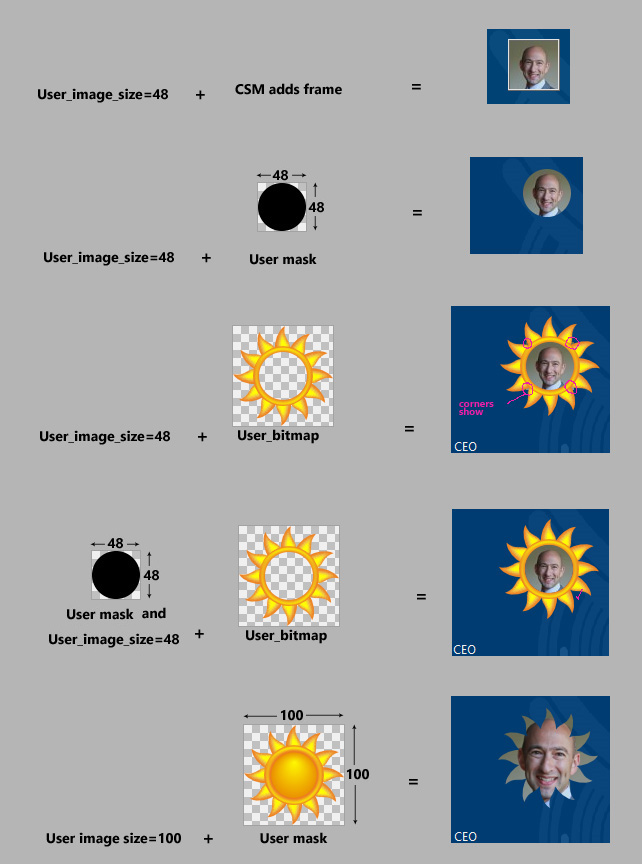 User_image_size=48 + CSM adds frame =
48
48
User_image_size=48 + User mask =
User_image_size=48 + User_bitmap =
corners
show
CEO
48
48
User mask and
User_image_size=48 + User_bitmap =
CEO
100
100
User image size=100 + User mask =
CEO